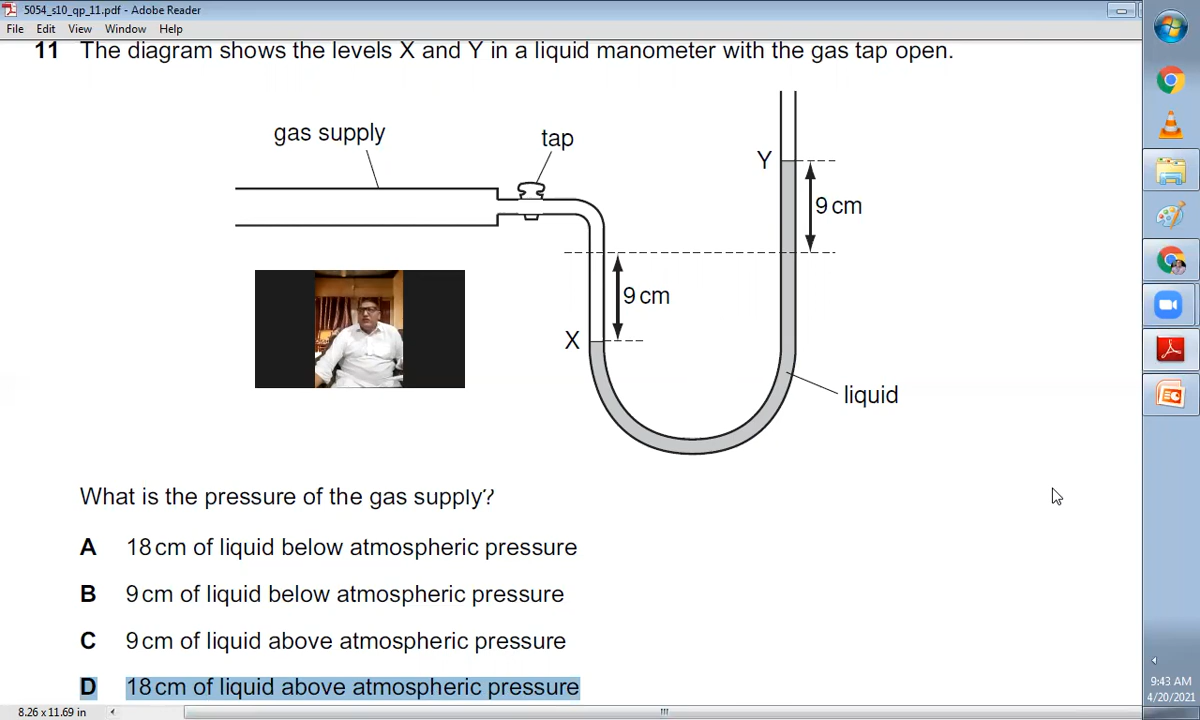 5054_s10_qp_11.pdf - Adobe Reader
File Edit View Window Help
11 The diagram shows the levels X and Y in a liquid manometer with the gas tap open.
gas supply
tap
Y
9 cm
9 cm
X
liquid
What is the pressure of the gas supply?
A 18 cm of liquid below atmospheric pressure
B 9 cm of liquid below atmospheric pressure
C 9 cm of liquid above atmospheric pressure
D 18 cm of liquid above atmospheric pressure
8.26 x 11.69 in
9:43 AM
4/20/2021